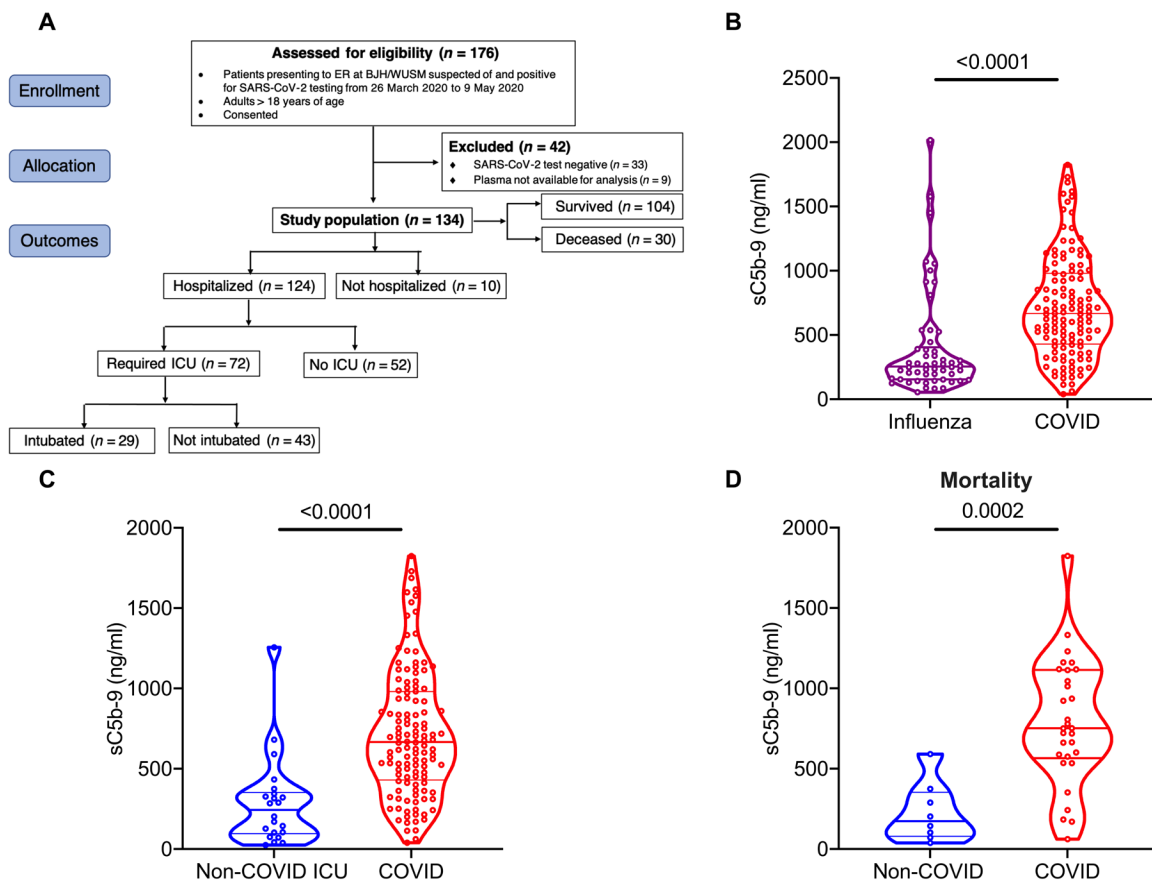 A
Assessed for eligibility (n = 176)
• Patients presenting to ER at BJH/WUSM suspected of and positive
for SARS-CoV-2 testing from 26 March 2020 to 9 May 2020
• Adults > 18 years of age
• Consented
Enrollment
Allocation
Outcomes
Excluded (n = 42)
♦ SARS-CoV-2 test negative (n = 33)
♦ Plasma not available for analysis (n = 9)
Study population (n = 134)
Survived (n = 104)
Deceased (n = 30)
Hospitalized (n = 124)
Not hospitalized (n = 10)
Required ICU (n = 72)
No ICU (n = 52)
Intubated (n = 29)
Not intubated (n = 43)
B
<0.0001
sC5b-9 (ng/ml)
2500
2000
1500
1000
500
0
Influenza
COVID
C
<0.0001
sC5b-9 (ng/ml)
2000
1500
1000
500
0
Non-COVID ICU
COVID
D
Mortality
0.0002
sC5b-9 (ng/ml)
2000
1500
1000
500
0
Non-COVID
COVID